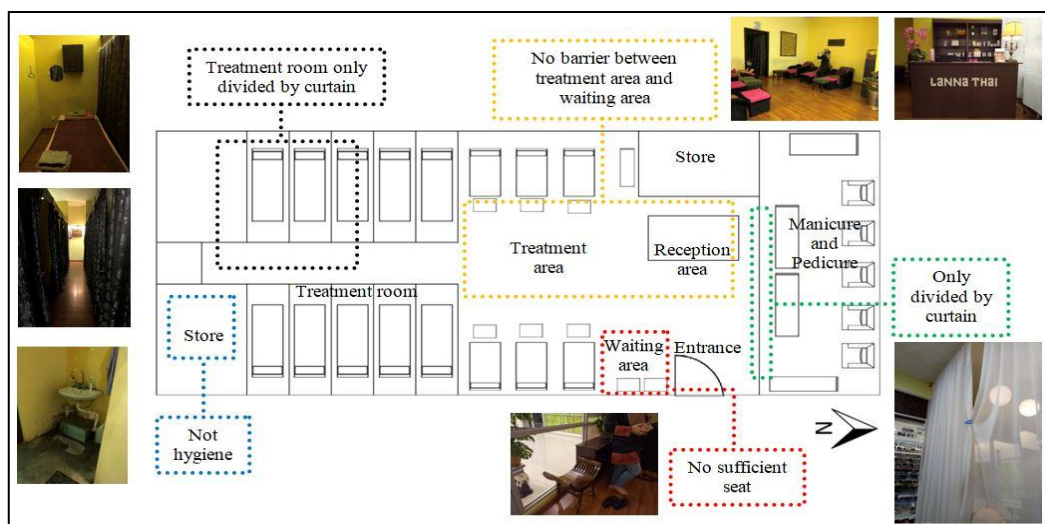 Treatment room only
divided by curtain
No barrier between
treatment area and
waiting area
LANNA THAI
Store
Treatment
area
Reception
area
Manicure
and
Pedicure
Only
divided by
curtain
Treatment room
Store
Waiting
area
Entrance
Not
hygiene
No sufficient
seat
N